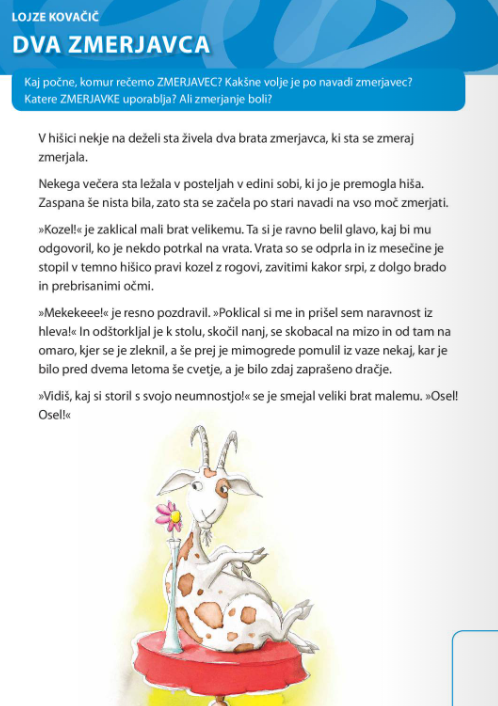 LOJZE KOVAČIČ
DVA ZMERJAVCA
Kaj počne, komur rečemo ZMERJAVEC? Kakšne volje je po navadi zmerjavec?
Katere ZMERJAVKE uporablja? Ali zmerjanje boli?
V hišici nekje na deželi sta živela dva brata zmerjavca, ki sta se zmeraj
zmerjala.
Nekega večera sta ležala v posteljah v edini sobi, ki jo je premogla hiša.
Zaspana še nista bila, zato sta se začela po stari navadi na vso moč zmerjati.
»Kozel!« je zaklical mali brat velikemu. Ta si je ravno belil glavo, kaj bi mu
odgovoril, ko je nekdo potrkal na vrata. Vrata so se odprla in iz mesečine je
stopil v temno hišico pravi kozel z rogovi, zavitimi kakor srpi, z dolgo brado
in prebrisanimi očmi.
»Mekekeee!« je resno pozdravil. »Poklical si me in prišel sem naravnost iz
hleva!« In odštorkljal je k stolu, skočil nanj, se skobacal na mizo in od tam na
omaro, kjer se je zleknil, a še prej je mimogrede pomulil iz vaze nekaj, kar je
bilo pred dvema letoma še cvetje, a je bilo zdaj zaprašeno dračje.
»Vidiš, kaj si storil s svojo neumnostjo!« se je smejal veliki brat malemu. »Osel!
Osel!«